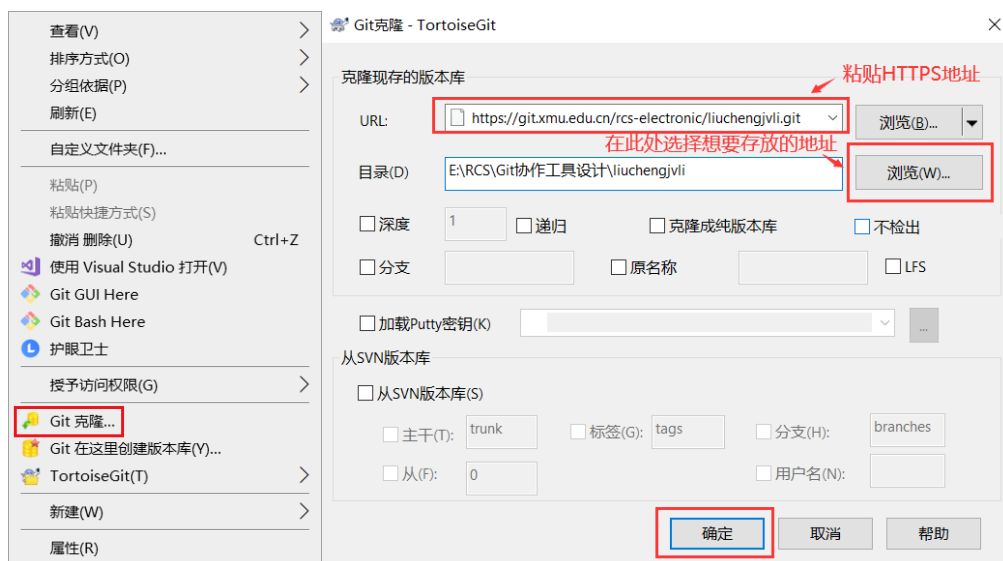 查看(V)
排序方式(O)
分组依据(P)
刷新(E)
自定义文件夹(F)...
粘贴(P)
粘贴快捷方式(S)
撤消 删除(U) Ctrl+Z
使用 Visual Studio 打开(V)
Git GUI Here
Git Bash Here
护眼卫士
授予访问权限(G)
Git 克隆...
Git 在这里创建版本库(Y)...
TortoiseGit(T)
新建(W)
属性(R)
Git克隆 - TortoiseGit
克隆现存的版本库
粘贴HTTPS地址
URL: https://git.xmu.edu.cn/rcs-electronic/liuchengjvli.git 浏览(B)...
在此处选择想要存放的地址
目录(D) E:\RCS\Git协作工具设计\liuchengjvli 浏览(W)...
深度 1 递归 克隆成纯版本库 不检出
分支 原名称 LFS
加载Putty密钥(K) ...
从SVN版本库
从SVN版本库(S)
主干(T): trunk 标签(G): tags 分支(H): branches
从(F): 0 用户名(N):
确定 取消 帮助